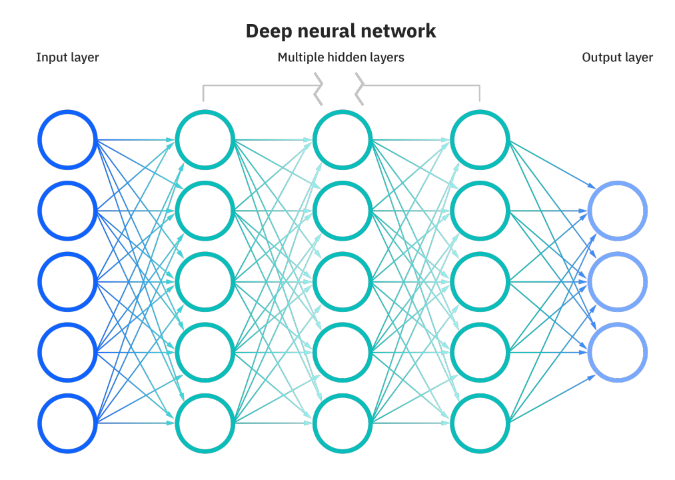 Deep neural network
Input layer
Multiple hidden layers
Output layer